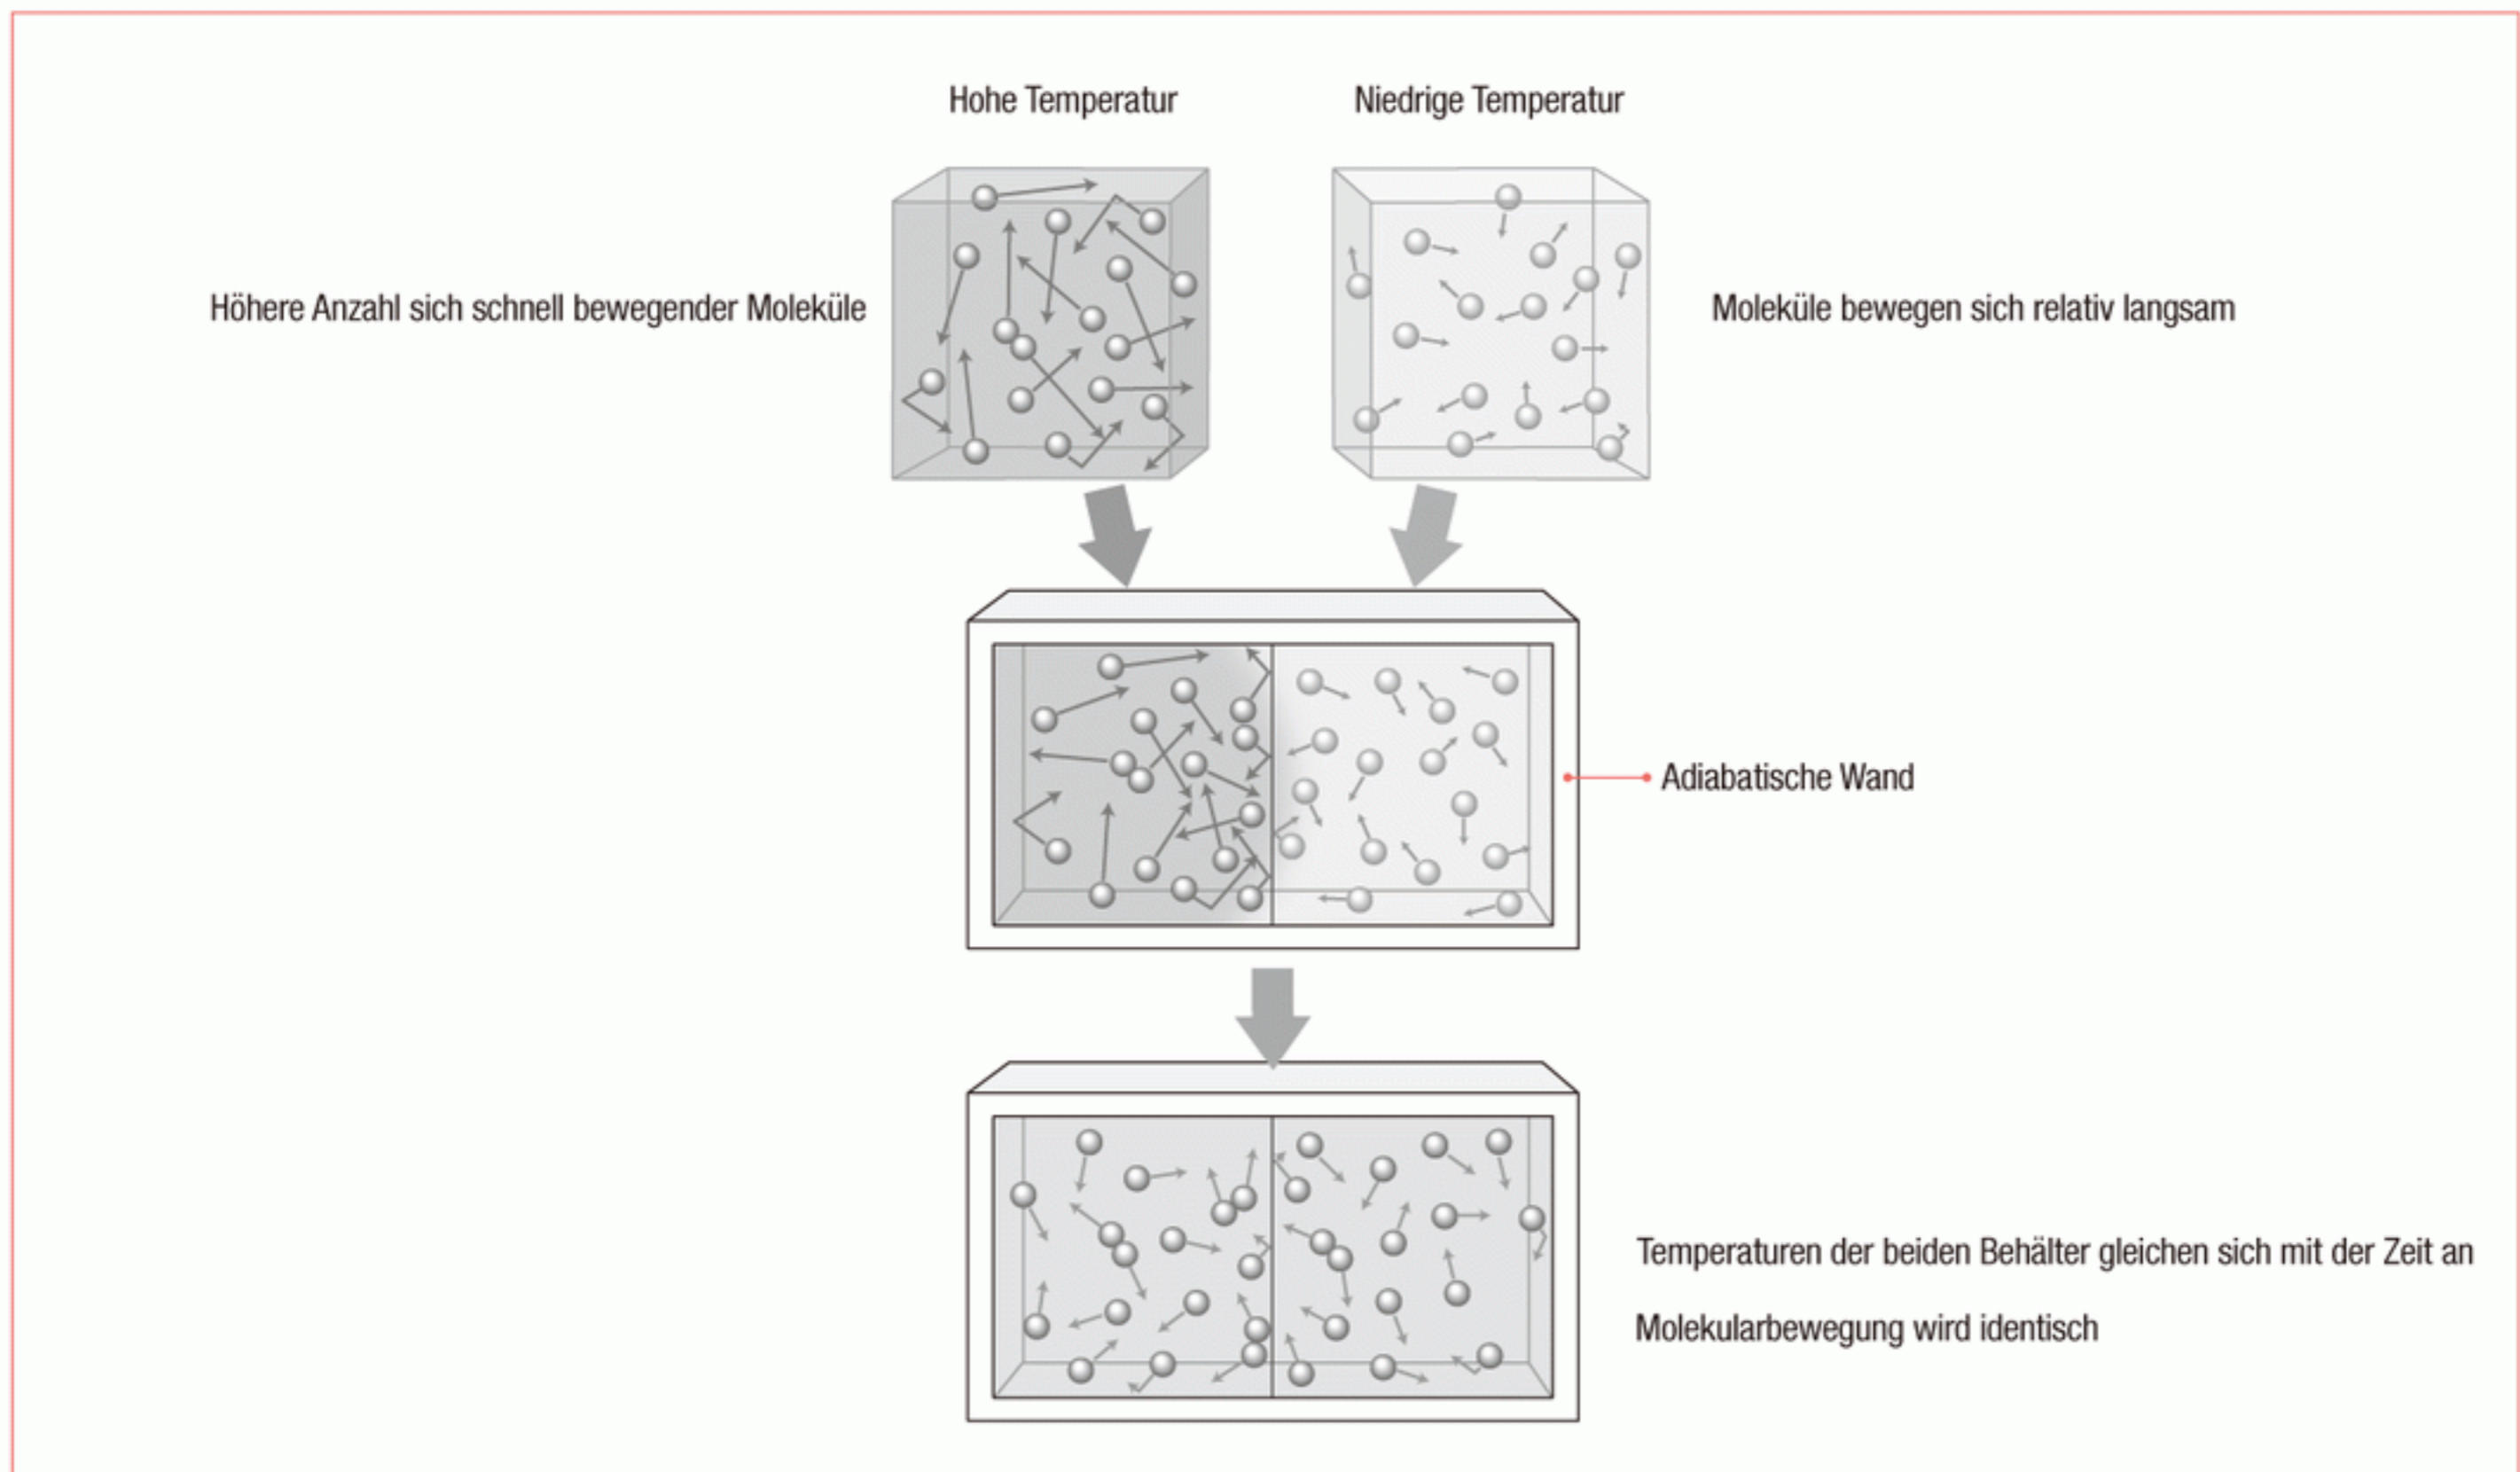 Hohe Temperatur
Niedrige Temperatur
Höhere Anzahl sich schnell bewegender Moleküle
Moleküle bewegen sich relativ langsam
Adiabatische Wand
Temperaturen der beiden Behälter gleichen sich mit der Zeit an
Molekularbewegung wird identisch